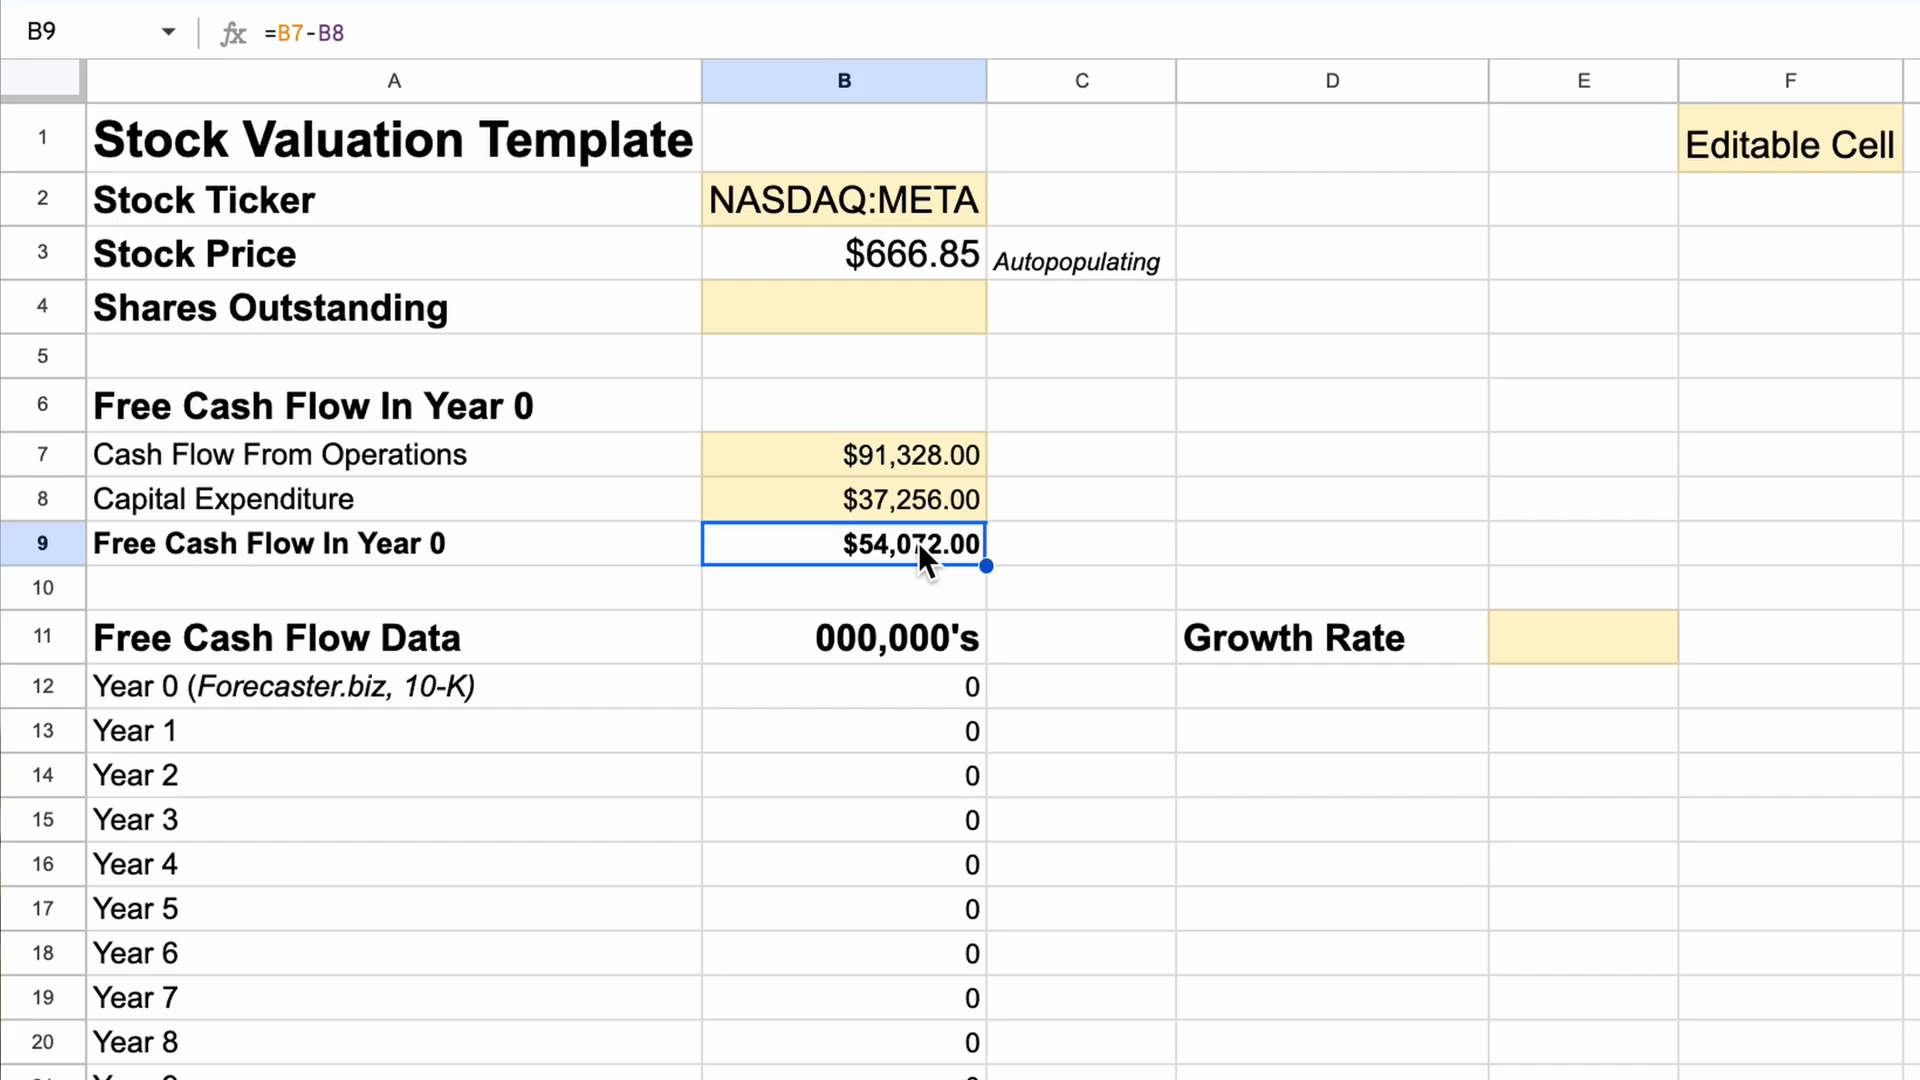 B9 fx =B7-B8
A B C D E F
1 Stock Valuation Template Editable Cell
2 Stock Ticker NASDAQ:META
3 Stock Price $666.85 Autopopulating
4 Shares Outstanding
5
6 Free Cash Flow In Year 0
7 Cash Flow From Operations $91,328.00
8 Capital Expenditure $37,256.00
9 Free Cash Flow In Year 0 $54,072.00
10
11 Free Cash Flow Data 000,000's Growth Rate
12 Year 0 (Forecaster.biz, 10-K) 0
13 Year 1 0
14 Year 2 0
15 Year 3 0
16 Year 4 0
17 Year 5 0
18 Year 6 0
19 Year 7 0
20 Year 8 0